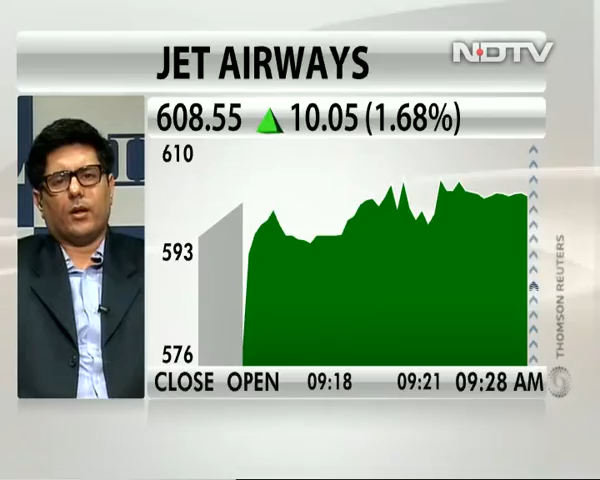 JET AIRWAYS
NDTV
608.55 ▲ 10.05 (1.68%)
610
593
576
CLOSE OPEN 09:18 09:21 09:28 AM
THOMSON REUTERS